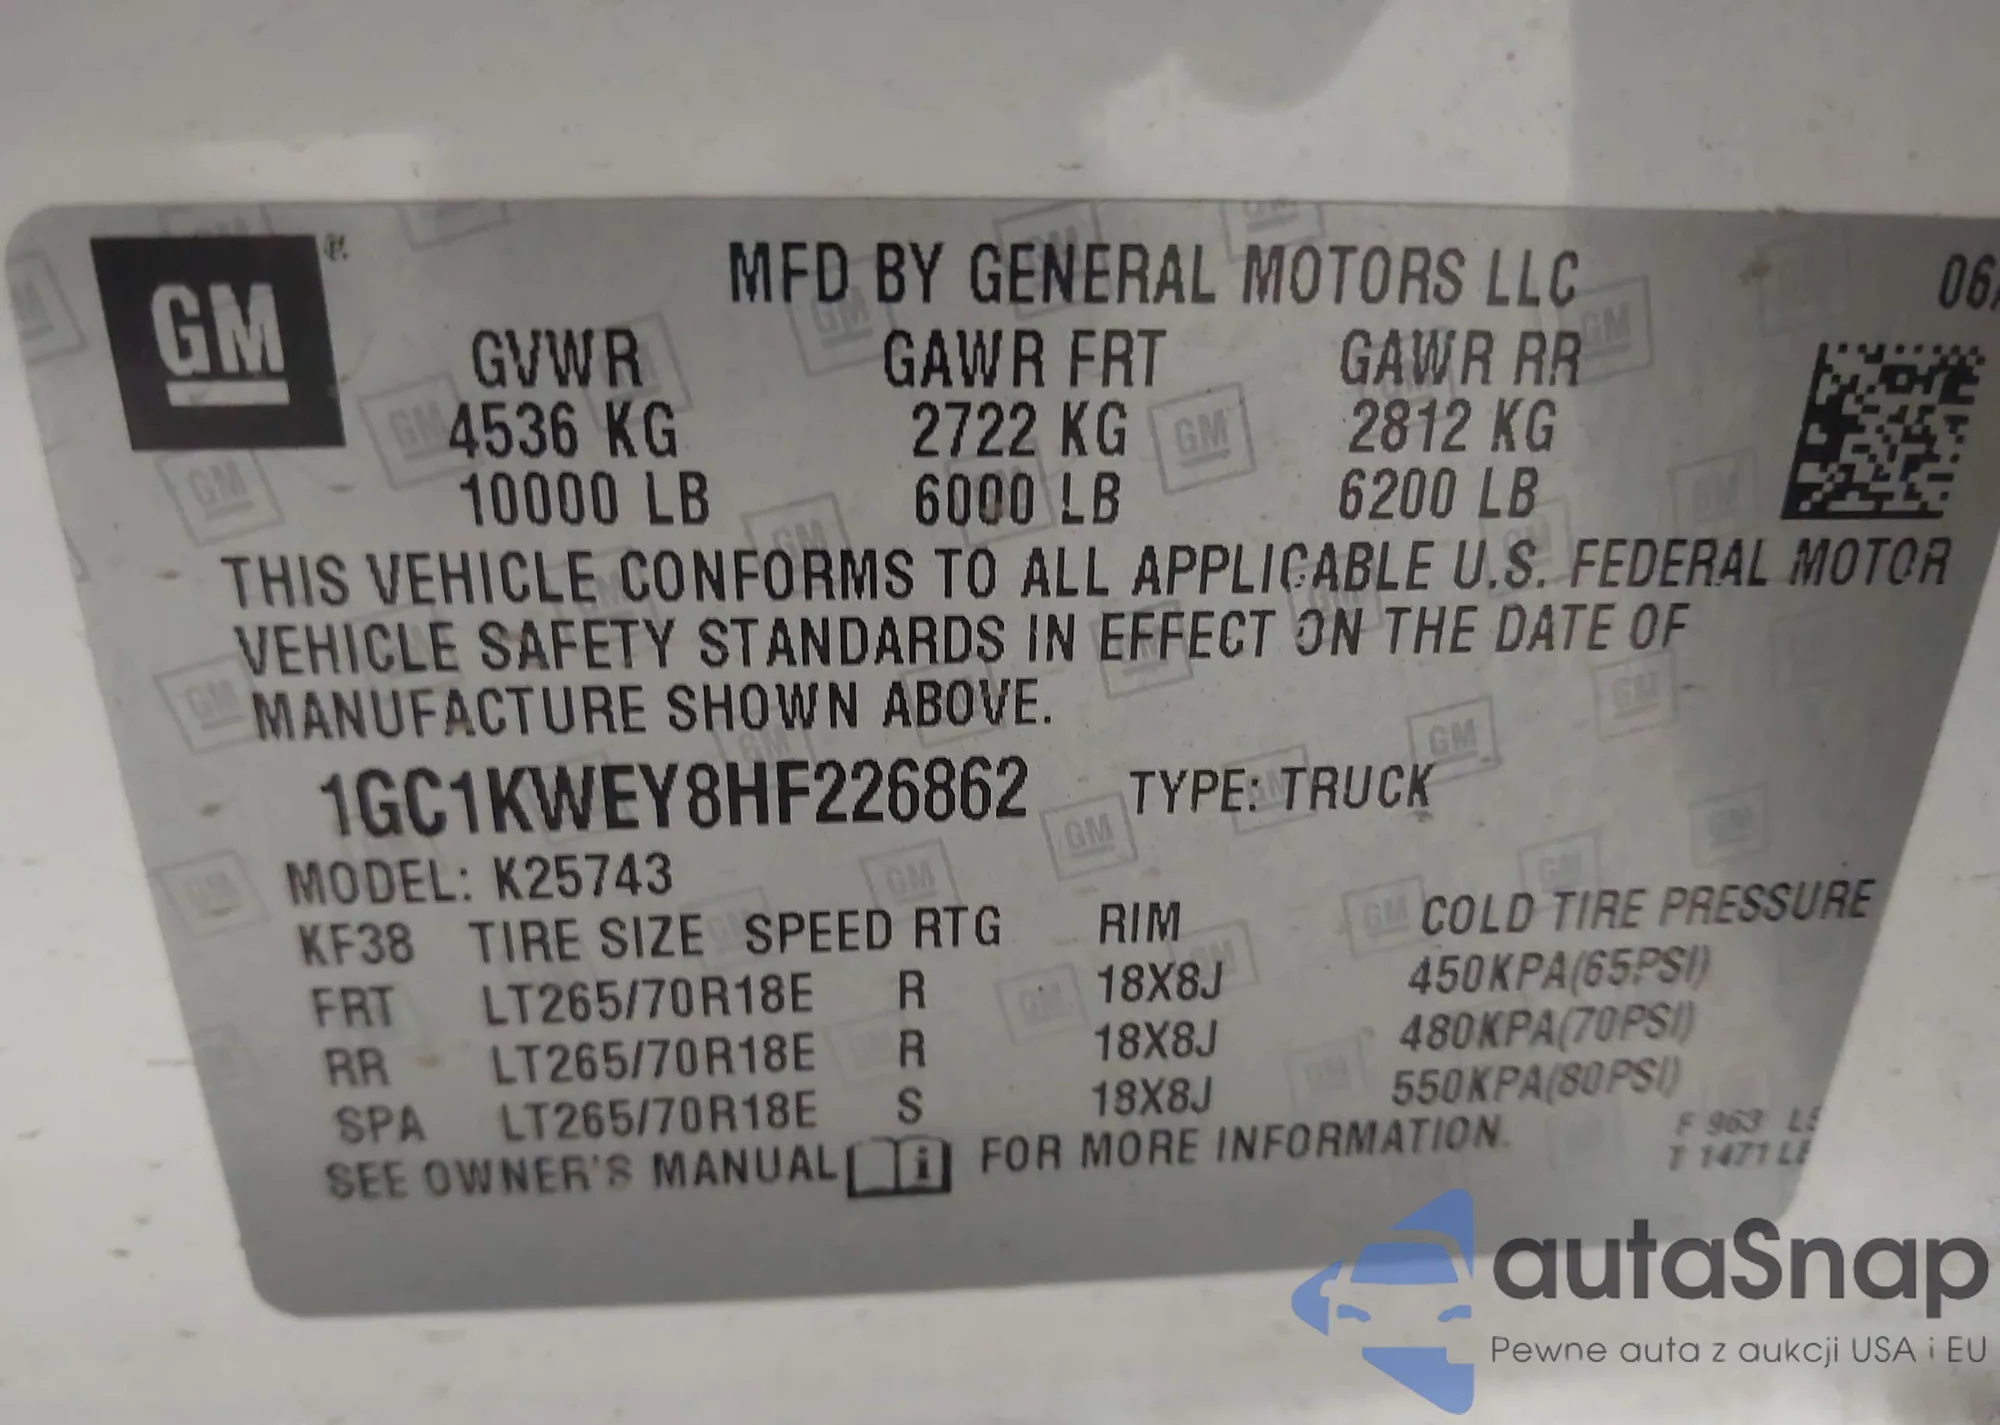 GM
MFD BY GENERAL MOTORS LLC 06/
GVWR GAWR FRT GAWR RR
4536 KG 2722 KG 2812 KG
10000 LB 6000 LB 6200 LB
THIS VEHICLE CONFORMS TO ALL APPLICABLE U.S. FEDERAL MOTOR
VEHICLE SAFETY STANDARDS IN EFFECT ON THE DATE OF
MANUFACTURE SHOWN ABOVE.
1GC1KWEY8HF226862 TYPE: TRUCK
MODEL: K25743
KF38 TIRE SIZE SPEED RTG RIM COLD TIRE PRESSURE
FRT LT265/70R18E R 18X8J 450KPA(65PSI)
RR LT265/70R18E R 18X8J 480KPA(70PSI)
SPA LT265/70R18E S 18X8J 550KPA(80PSI)
SEE OWNER'S MANUAL FOR MORE INFORMATION.
F 963
T 1471
autaSnap
Pewne auta z aukcji USA i EU